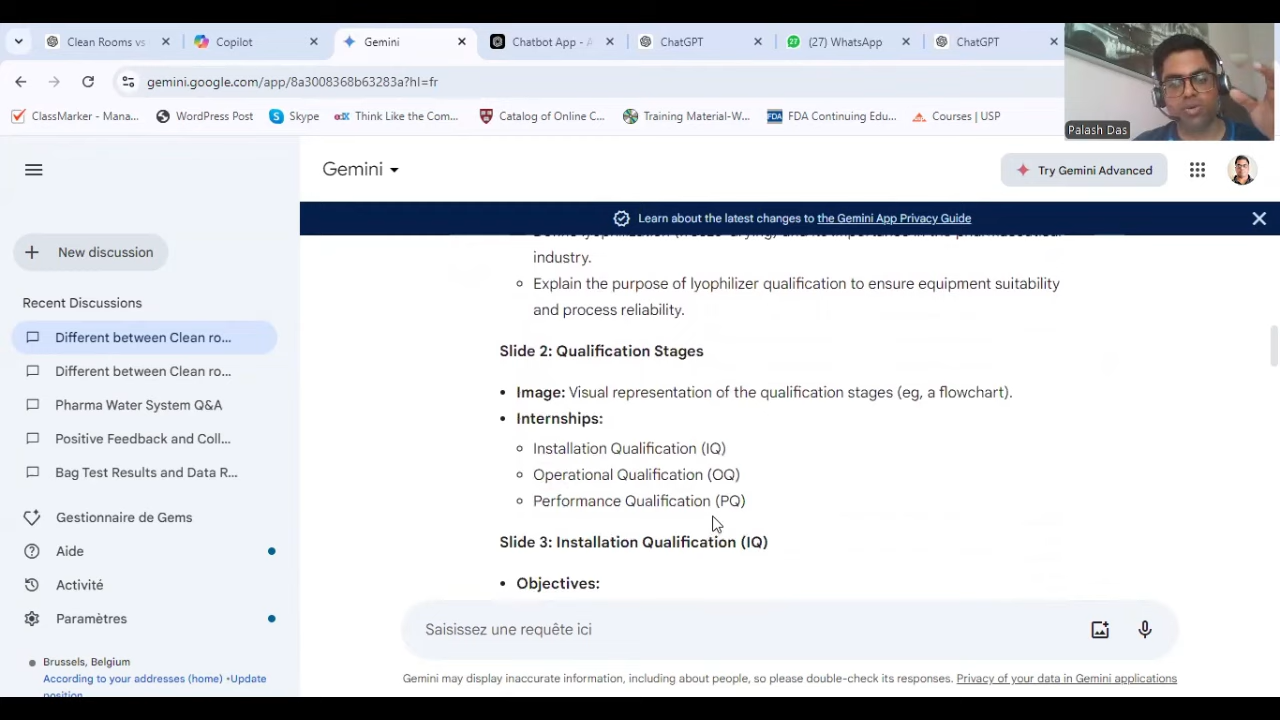 Clean Rooms vs
Copilot
Gemini
Chatbot App - A
ChatGPT
(27) WhatsApp
ChatGPT
gemini.google.com/app/8a3008368b63283a?hl=fr
ClassMarker - Mana...
WordPress Post
Skype
Think Like the Com...
Catalog of Online C...
Training Material-W...
FDA Continuing Edu...
Courses | USP
Palash Das
Gemini
Try Gemini Advanced
Learn about the latest changes to the Gemini App Privacy Guide
New discussion
Recent Discussions
Different between Clean ro...
Different between Clean ro...
Pharma Water System Q&A
Positive Feedback and Coll...
Bag Test Results and Data R...
Gestionnaire de Gems
Aide
Activité
Paramètres
Brussels, Belgium
According to your addresses (home) •Update
position
industry.
Explain the purpose of lyophilizer qualification to ensure equipment suitability
and process reliability.
Slide 2: Qualification Stages
Image: Visual representation of the qualification stages (eg, a flowchart).
Internships:
Installation Qualification (IQ)
Operational Qualification (OQ)
Performance Qualification (PQ)
Slide 3: Installation Qualification (IQ)
Objectives:
Saisissez une requête ici
Gemini may display inaccurate information, including about people, so please double-check its responses. Privacy of your data in Gemini applications